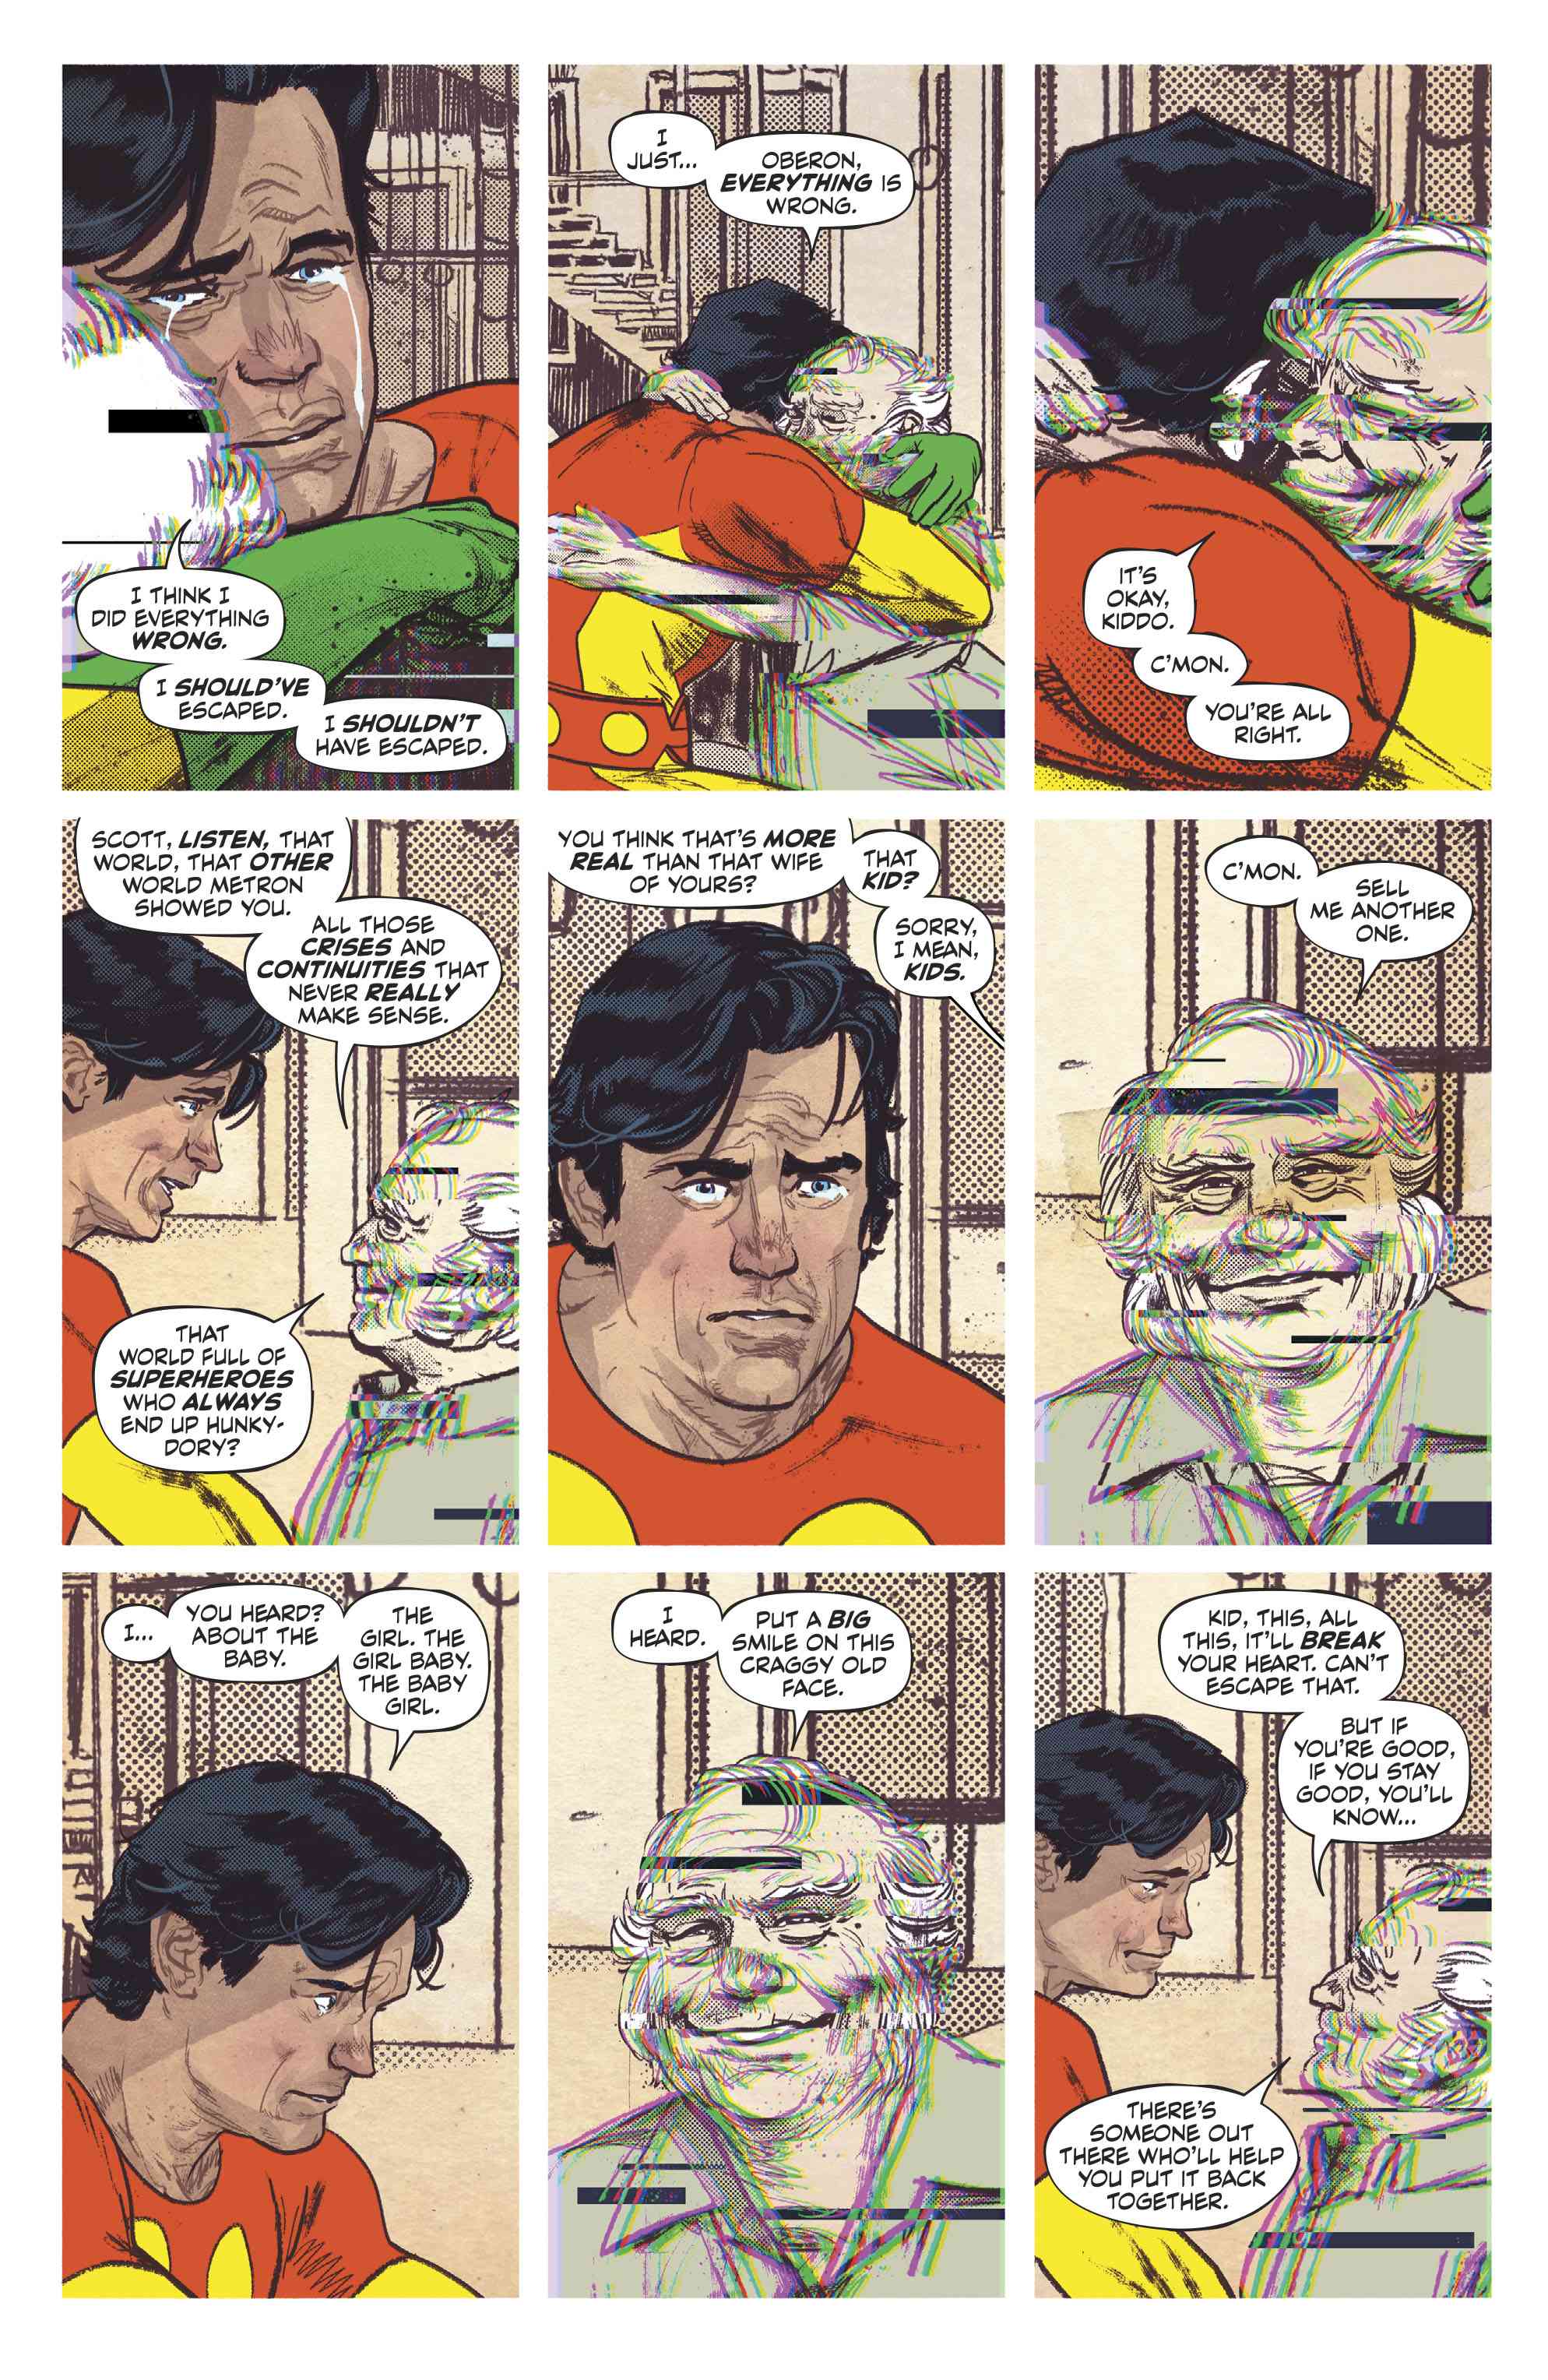 I THINK I
DID EVERYTHING
WRONG.
I SHOULD'VE
ESCAPED.
I SHOULDN'T
HAVE ESCAPED.
I
JUST...
OBERON,
EVERYTHING IS
WRONG.
IT'S
OKAY,
KIDDO.
C'MON.
YOU'RE ALL
RIGHT.
SCOTT, LISTEN, THAT
WORLD, THAT OTHER
WORLD METRON
SHOWED YOU.
ALL THOSE
CRISES AND
CONTINUITIES THAT
NEVER REALLY
MAKE SENSE.
THAT
WORLD FULL OF
SUPERHEROES
WHO ALWAYS
END UP HUNKY-
DORY?
YOU THINK THAT'S MORE
REAL THAN THAT WIFE
OF YOURS?
THAT
KID?
SORRY,
I MEAN,
KIDS.
C'MON.
SELL
ME ANOTHER
ONE.
I...
YOU HEARD?
ABOUT THE
BABY.
THE
GIRL. THE
GIRL BABY.
THE BABY
GIRL.
I
HEARD.
PUT A BIG
SMILE ON THIS
CRAGGY OLD
FACE.
KID, THIS, ALL
THIS, IT'LL BREAK
YOUR HEART. CAN'T
ESCAPE THAT.
BUT IF
YOU'RE GOOD,
IF YOU STAY
GOOD, YOU'LL
KNOW...
THERE'S
SOMEONE OUT
THERE WHO'LL HELP
YOU PUT IT BACK
TOGETHER.